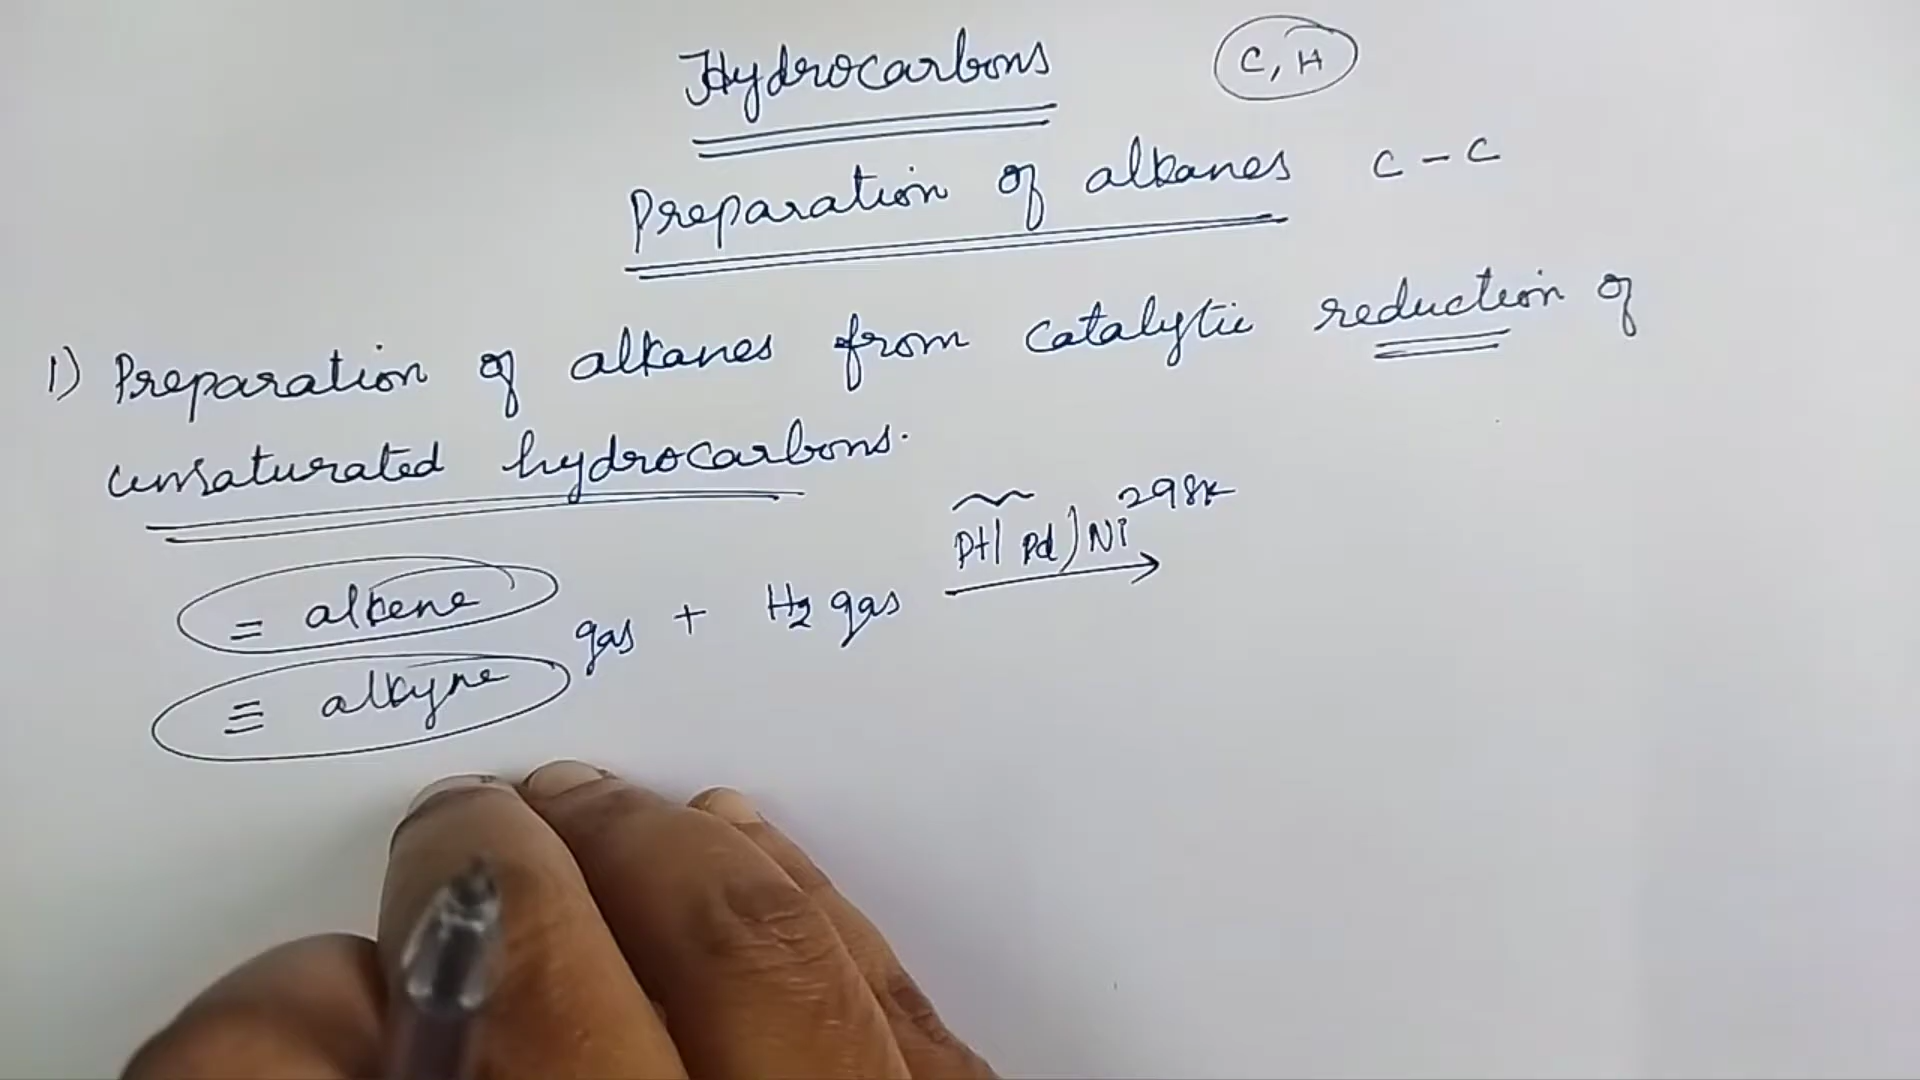 Hydrocarbons C, H
Preparation of alkanes C - C
1) Preparation of alkanes from catalytic reduction of
unsaturated hydrocarbons.
Pt/ Pd/Ni 298K
= alkene gas + H2 gas →
≡ alkyne